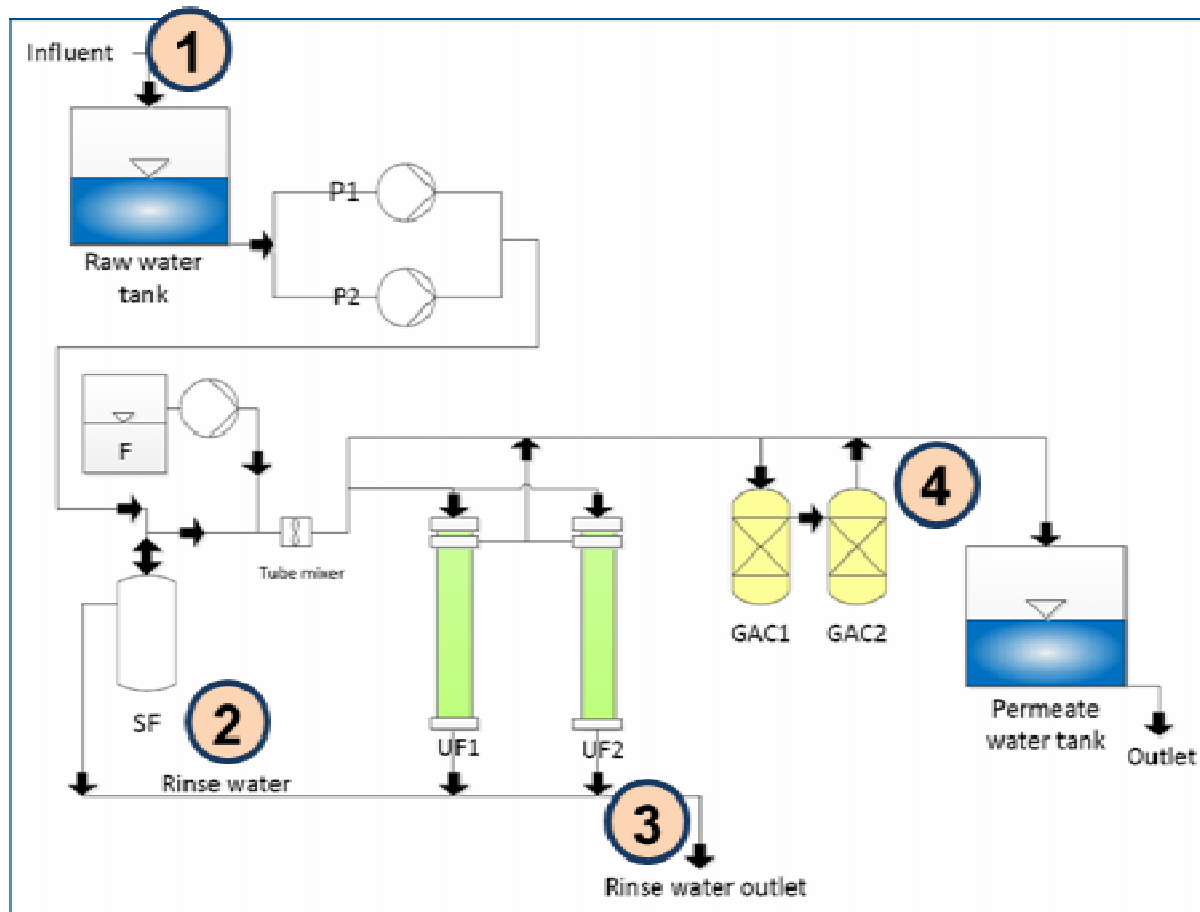 Influent
1
P1
Raw water
tank
P2
F
4
Tube mixer
GAC1
GAC2
SF
2
UF1
UF2
Permeate
water tank
Outlet
Rinse water
3
Rinse water outlet